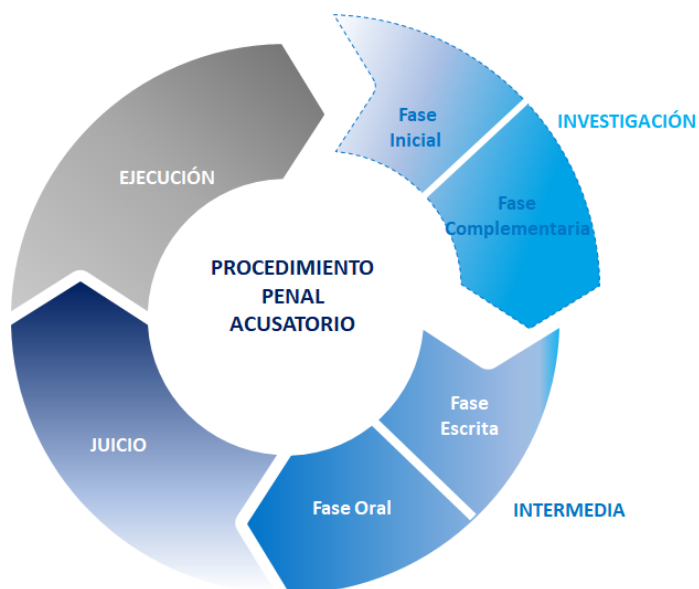 Fase
Inicial
INVESTIGACIÓN
Fase
Complementaria
EJECUCIÓN
PROCEDIMIENTO
PENAL
ACUSATORIO
Fase
Escrita
JUICIO
Fase Oral
INTERMEDIA